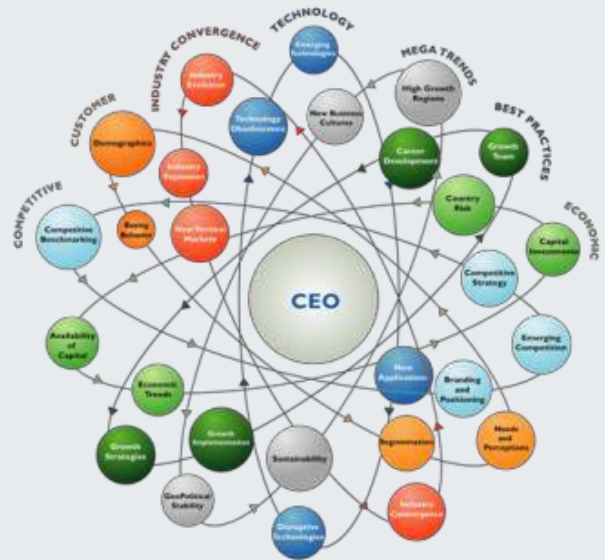 TECHNOLOGY
INDUSTRY CONVERGENCE
MEGA TRENDS
CUSTOMER
BEST PRACTICES
COMPETITIVE
ECONOMIC
Emerging
Technologies
Industry
Evolution
High Growth
Regions
Technology
Obsolescence
New Business
Cultures
Demographics
Career
Development
Growth
Team
Industry
Expansion
Country
Risk
Competitive
Benchmarking
Buying
Behavior
New Vertical
Markets
Capital
Investments
Competitive
Strategy
CEO
Availability
of
Capital
Emerging
Competition
Economic
Trends
New
Applications
Branding
and
Positioning
Growth
Strategies
Growth
Implementation
Sustainability
Segmentation
Needs
and
Perceptions
GeoPolitical
Stability
Industry
Convergence
Disruptive
Technologies